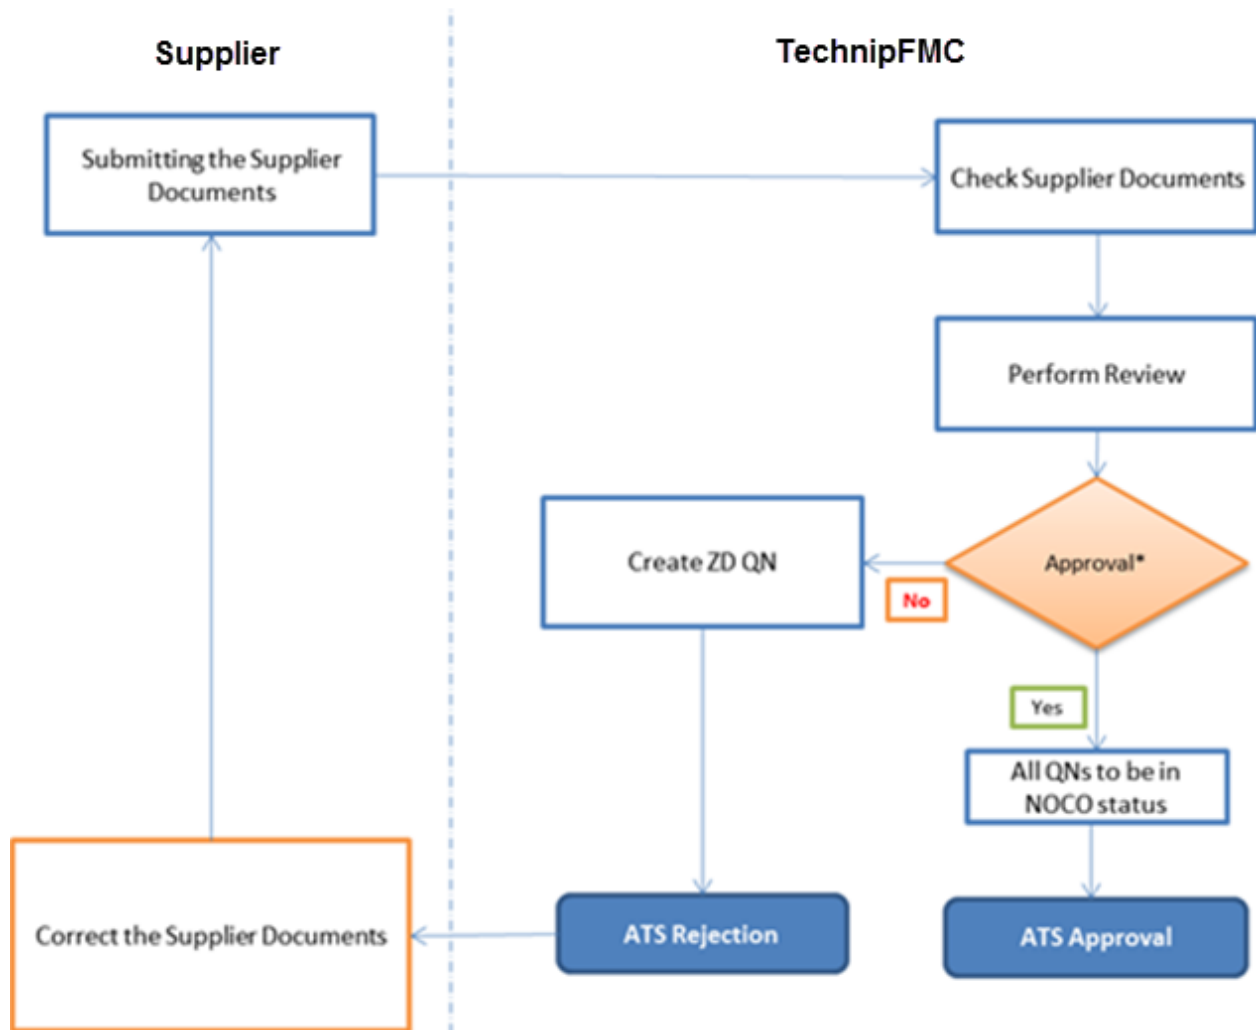 Supplier
TechnipFMC
Submitting the Supplier
Documents
Check Supplier Documents
Perform Review
Create ZD QN
Approval*
No
Yes
All QNs to be in
NOCO status
Correct the Supplier Documents
ATS Rejection
ATS Approval